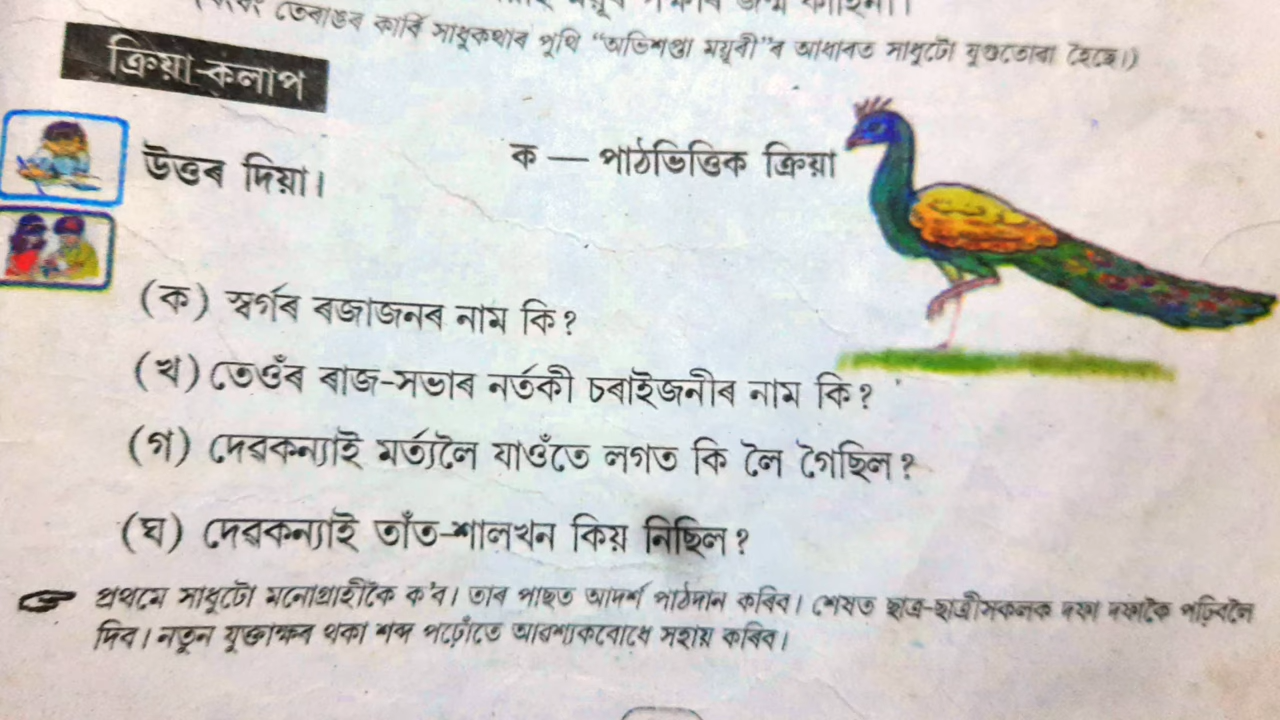 তেৰাঙৰ কাৰ্বি সাধুকথাৰ পুথি “অভিশপ্তা ময়ূৰী”ৰ আধাৰত সাধুটো যুগুতোৱা হৈছে।)
ক্ৰিয়া-কলাপ
উত্তৰ দিয়া।
ক — পাঠভিত্তিক ক্ৰিয়া
(ক) স্বৰ্গৰ ৰজাজনৰ নাম কি?
(খ) তেওঁৰ ৰাজ-সভাৰ নৰ্তকী চৰাইজনীৰ নাম কি?
(গ) দেৱকন্যাই মৰ্ত্যলৈ যাওঁতে লগত কি লৈ গৈছিল?
(ঘ) দেৱকন্যাই তাঁত-শালখন কিয় নিছিল?
প্ৰথমে সাধুটো মনোগ্ৰাহীকৈ ক'ব। তাৰ পাছত আদৰ্শ পাঠদান কৰিব। শেষত ছাত্ৰ-ছাত্ৰীসকলক দফা দফাকৈ পঢ়িবলৈ
দিব। নতুন যুক্তাক্ষৰ থকা শব্দ পঢ়োঁতে আৱশ্যকবোধে সহায় কৰিব।